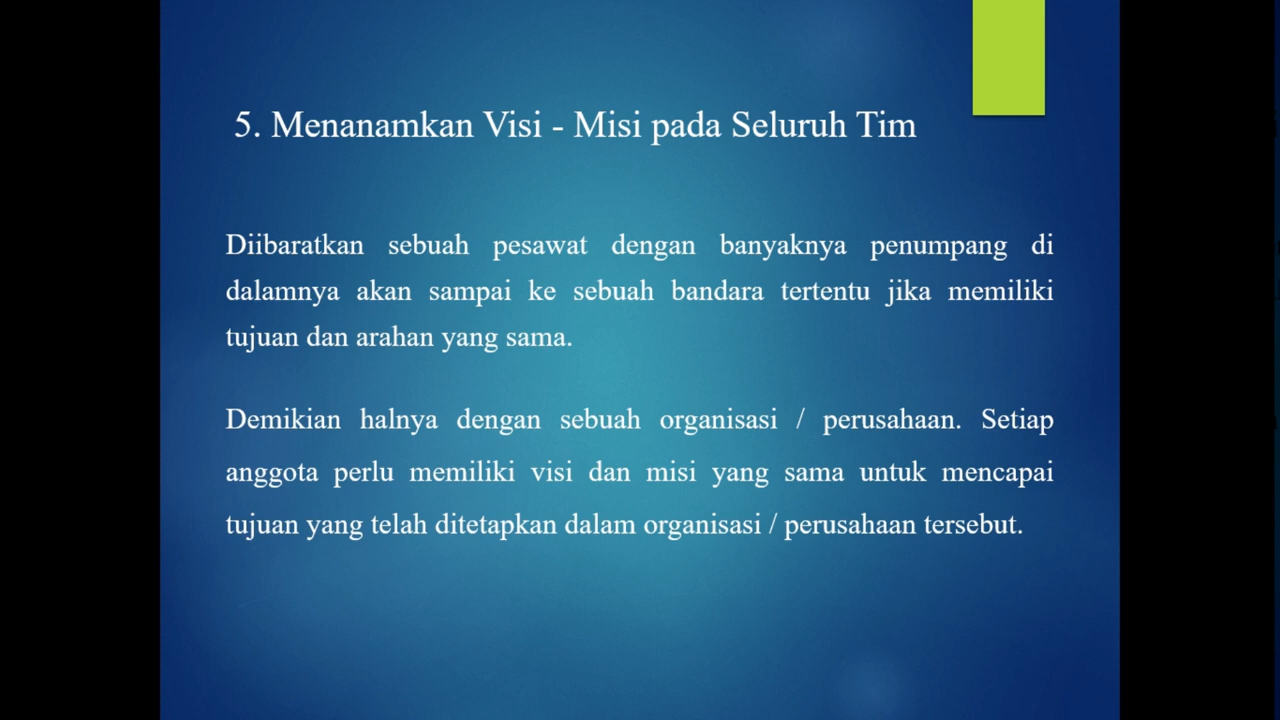 5. Menanamkan Visi - Misi pada Seluruh Tim
Diibaratkan sebuah pesawat dengan banyaknya penumpang di
dalamnya akan sampai ke sebuah bandara tertentu jika memiliki
tujuan dan arahan yang sama.
Demikian halnya dengan sebuah organisasi / perusahaan. Setiap
anggota perlu memiliki visi dan misi yang sama untuk mencapai
tujuan yang telah ditetapkan dalam organisasi / perusahaan tersebut.